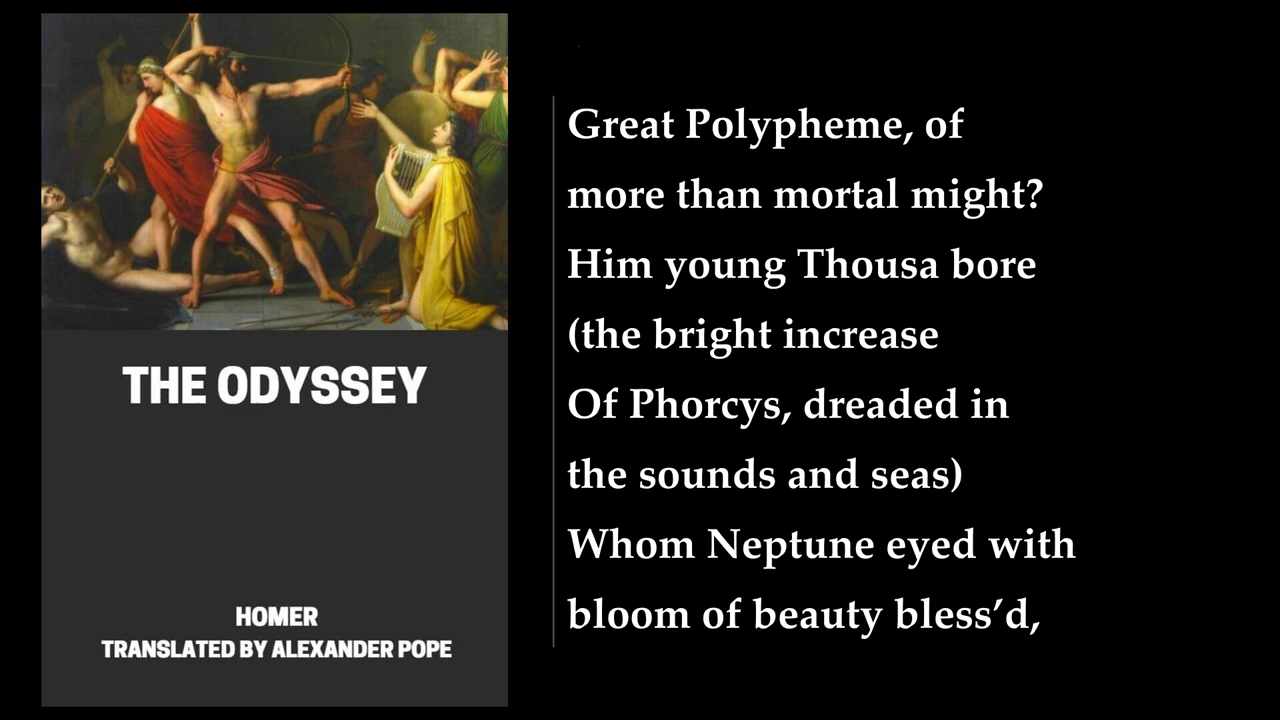 THE ODYSSEY
HOMER
TRANSLATED BY ALEXANDER POPE
Great Polypheme, of
more than mortal might?
Him young Thousa bore
(the bright increase
Of Phorcys, dreaded in
the sounds and seas)
Whom Neptune eyed with
bloom of beauty bless’d,